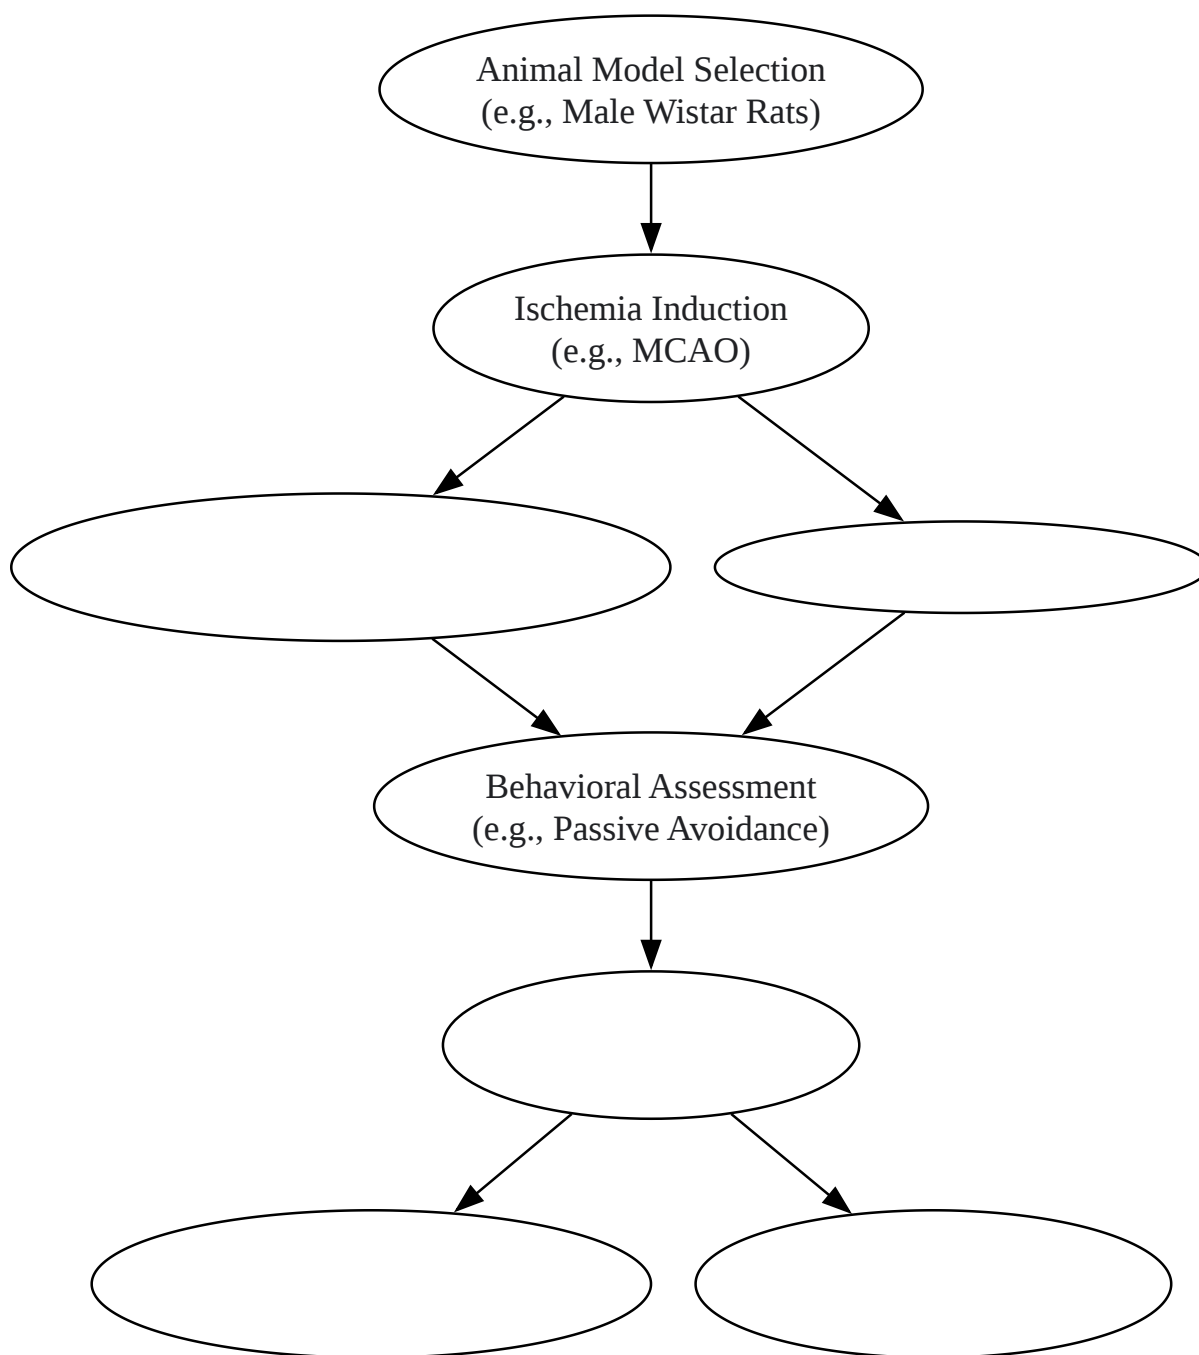 Animal Model Selection
(e.g., Male Wistar Rats)
Ischemia Induction
(e.g., MCAO)
Behavioral Assessment
(e.g., Passive Avoidance)